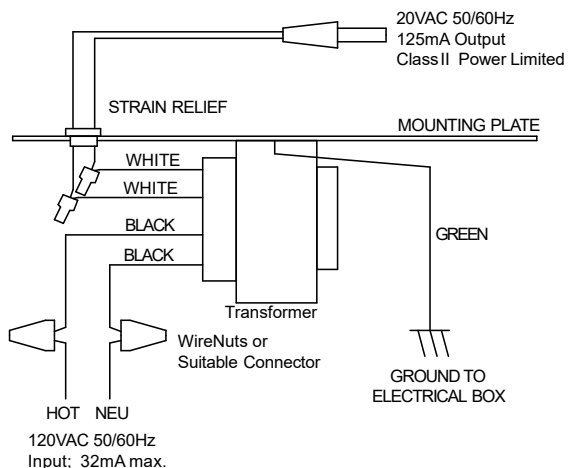 20VAC 50/60Hz
125mA Output
Class II Power Limited
STRAIN RELIEF
MOUNTING PLATE
WHITE
WHITE
BLACK
BLACK
GREEN
Transformer
WireNuts or
Suitable Connector
GROUND TO
ELECTRICAL BOX
HOT NEU
120VAC 50/60Hz
Input; 32mA max.